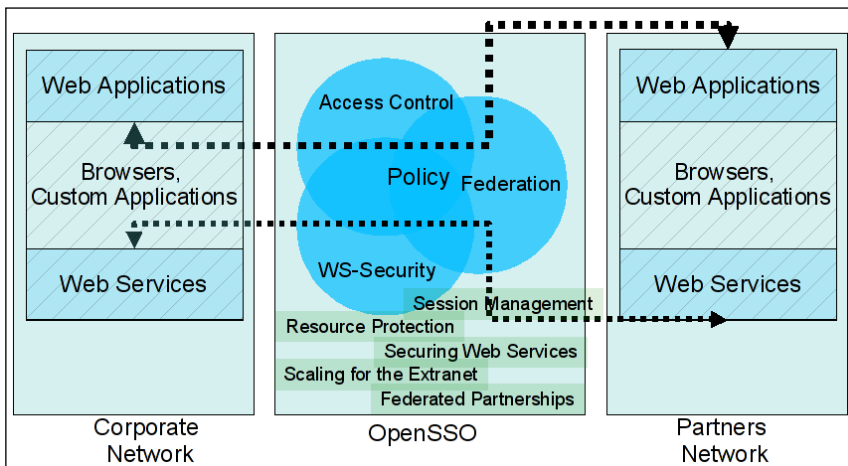 Web Applications
Browsers,
Custom Applications
Web Services
Corporate
Network
Access Control
Policy
Federation
WS-Security
Session Management
Resource Protection
Securing Web Services
Scaling for the Extranet
Federated Partnerships
OpenSSO
Web Applications
Browsers,
Custom Applications
Web Services
Partners
Network